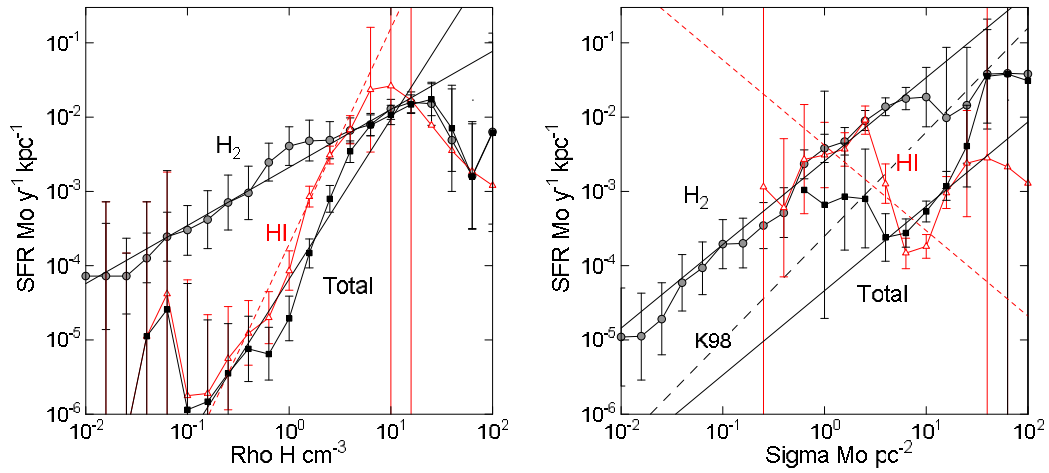 10⁻¹
10⁻²
10⁻³
10⁻⁴
10⁻⁵
10⁻⁶
SFR Mo y⁻¹ kpc⁻¹
H₂
HI
Total
10⁻² 10⁻¹ 10⁰ 10¹ 10²
Rho H cm⁻³
10⁻¹
10⁻²
10⁻³
10⁻⁴
10⁻⁵
10⁻⁶
SFR Mo y⁻¹ kpc⁻¹
HI
H₂
Total
K98
10⁻² 10⁻¹ 10⁰ 10¹ 10²
Sigma Mo pc⁻²